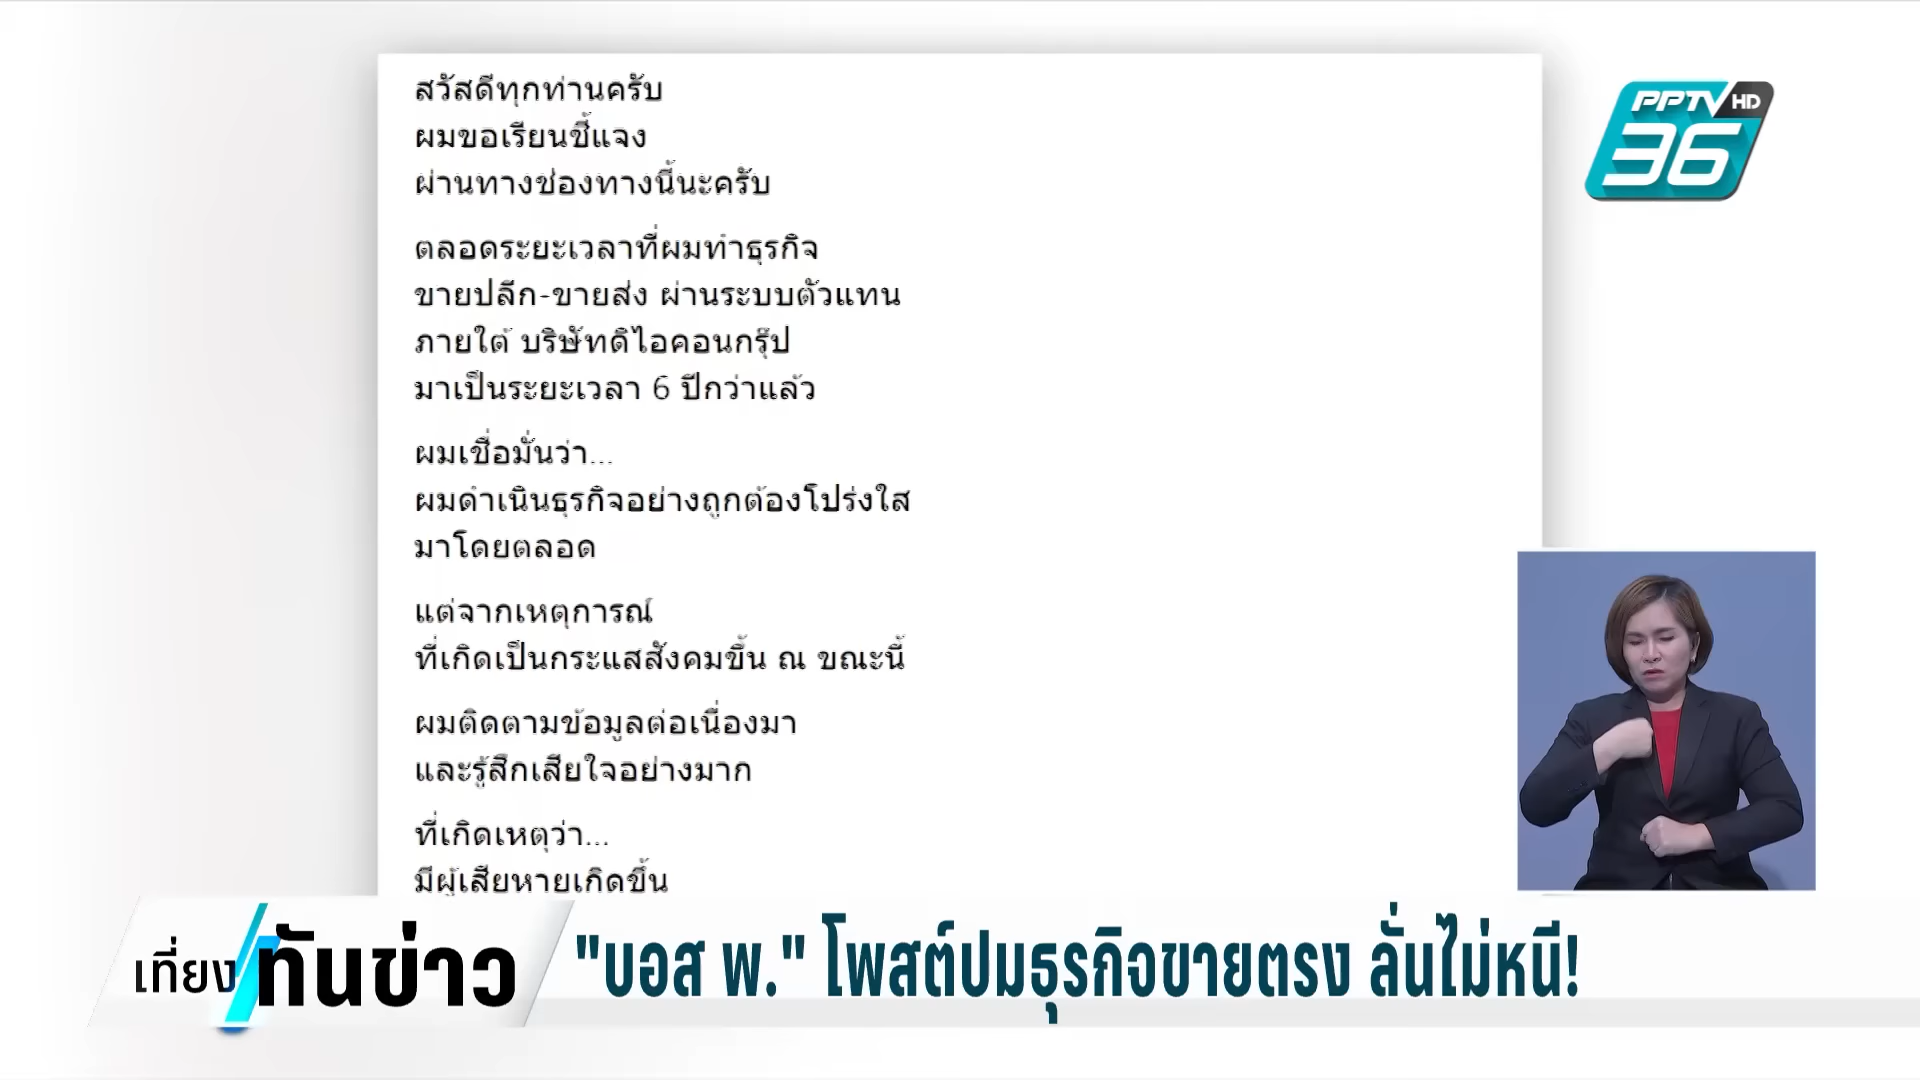 สวัสดีทุกท่านครับ
ผมขอเรียนชี้แจง
ผ่านทางช่องทางนี้นะครับ
ตลอดระยะเวลาที่ผมทำธุรกิจ
ขายปลีก-ขายส่ง ผ่านระบบตัวแทน
ภายใต้ บริษัทดิไอคอนกรุ๊ป
มาเป็นระยะเวลา 6 ปีกว่าแล้ว
ผมเชื่อมั่นว่า...
ผมดำเนินธุรกิจอย่างถูกต้องโปร่งใส
มาโดยตลอด
แต่จากเหตุการณ์
ที่เกิดเป็นกระแสสังคมขึ้น ณ ขณะนี้
ผมติดตามข้อมูลต่อเนื่องมา
และรู้สึกเสียใจอย่างมาก
ที่เกิดเหตุว่า...
มีผู้เสียหายเกิดขึ้น
PPTV HD
36
เที่ยง ทันข่าว
"บอส พ." โพสต์ปมธุรกิจขายตรง ลั่นไม่หนี!